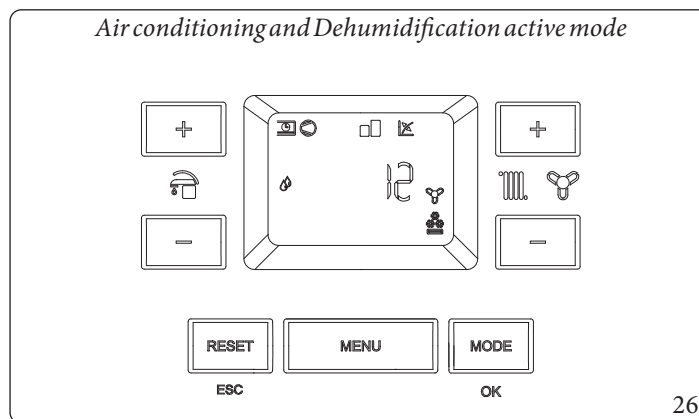 Air conditioning and Dehumidification active mode
+ +
12
− −
RESET MENU MODE
ESC OK
26